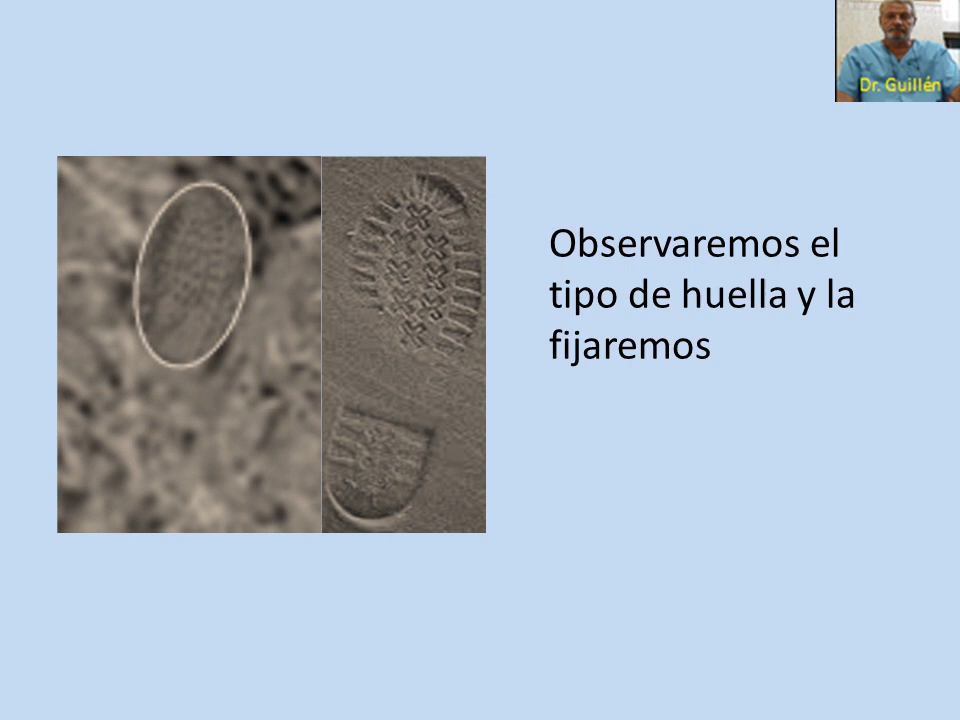 Dr. Guillén
Observaremos el
tipo de huella y la
fijaremos